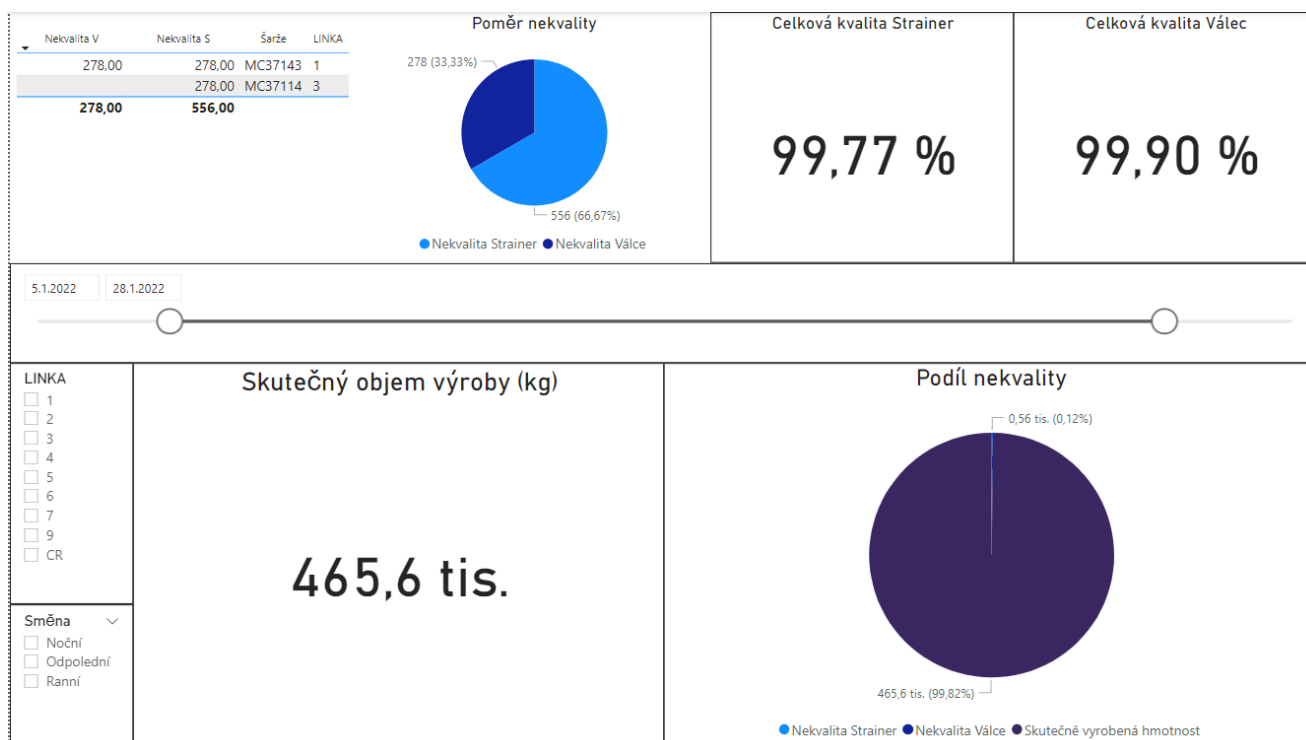 Nekvalita V Nekvalita S Šarže LINKA
278,00 278,00 MC37143 1
278,00 MC37114 3
278,00 556,00
Poměr nekvality
278 (33,33%)
556 (66,67%)
Nekvalita Strainer Nekvalita Válce
Celková kvalita Strainer
99,77 %
Celková kvalita Válec
99,90 %
5.1.2022 28.1.2022
LINKA
1
2
3
4
5
6
7
9
CR
Směna
Noční
Odpolední
Ranní
Skutečný objem výroby (kg)
465,6 tis.
Podíl nekvality
0,56 tis. (0,12%)
465,6 tis. (99,82%)
Nekvalita Strainer Nekvalita Válce Skutečně vyrobená hmotnost